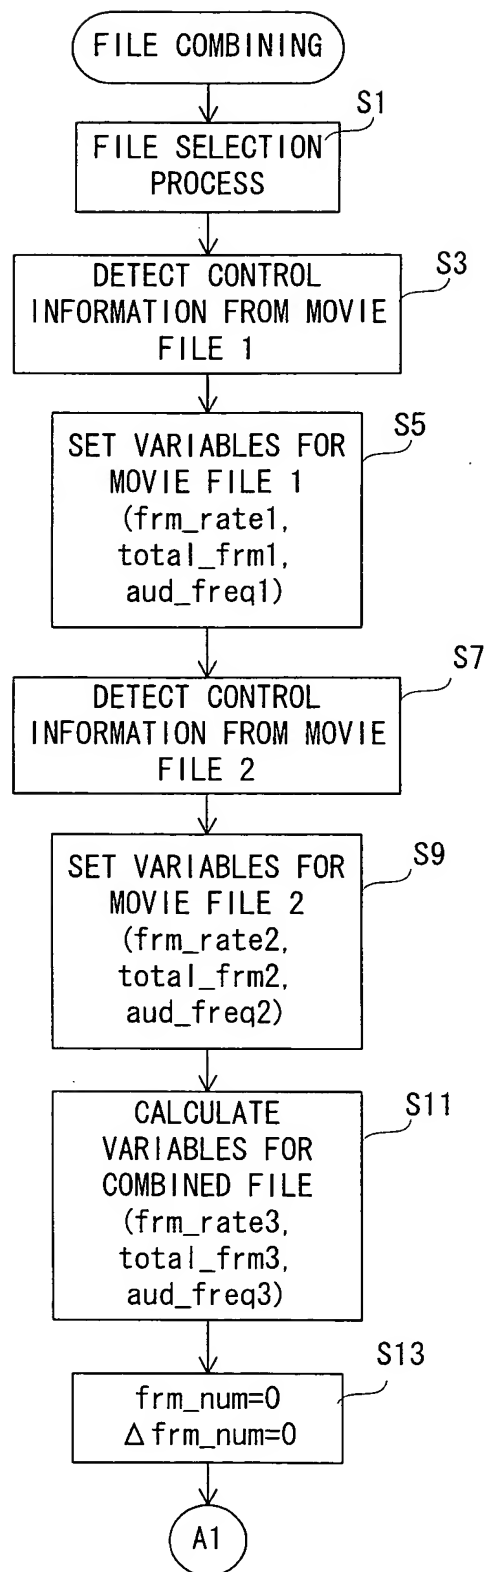 FILE COMBINING
S1
FILE SELECTION
PROCESS
S3
DETECT CONTROL
INFORMATION FROM MOVIE
FILE 1
S5
SET VARIABLES FOR
MOVIE FILE 1
(frm_rate1,
total_frm1,
aud_freq1)
S7
DETECT CONTROL
INFORMATION FROM MOVIE
FILE 2
S9
SET VARIABLES FOR
MOVIE FILE 2
(frm_rate2,
total_frm2,
aud_freq2)
S11
CALCULATE
VARIABLES FOR
COMBINED FILE
(frm_rate3,
total_frm3,
aud_freq3)
S13
frm_num=0
Δfrm_num=0
A1